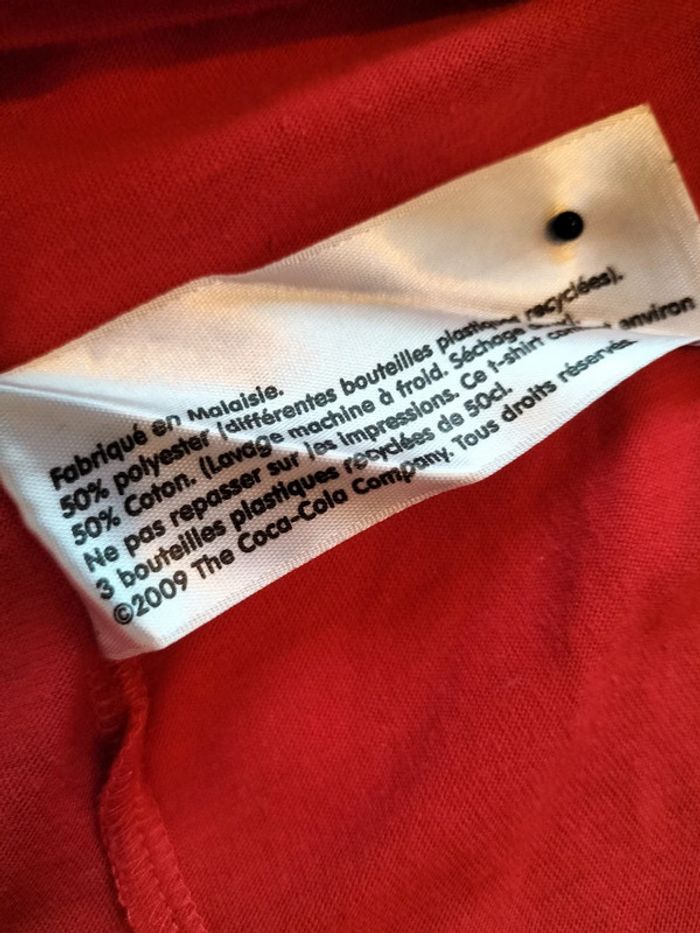 Fabriqué en Malaisie.
50% polyester (différentes bouteilles plastiques recyclées).
50% Coton. (Lavage machine à froid. Séchage
Ne pas repasser sur les impressions. Ce t-shirt environ
3 bouteilles plastiques recyclées de 50cl.
©2009 The Coca-Cola Company. Tous droits réservés.